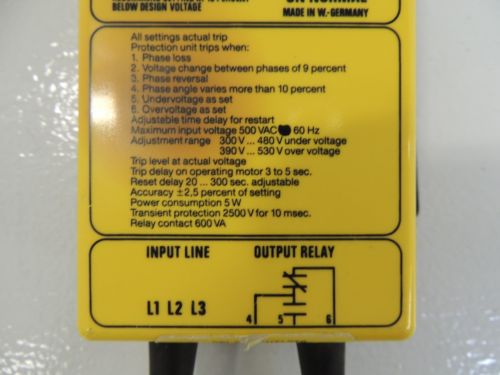 BELOW DESIGN VOLTAGE
ON NORMAL
MADE IN W.-GERMANY
All settings actual trip
Protection unit trips when:
1. Phase loss
2. Voltage change between phases of 9 percent
3. Phase reversal
4. Phase angle varies more than 10 percent
5. Undervoltage as set
6. Overvoltage as set
Adjustable time delay for restart
Maximum input voltage 500 VAC 60 Hz
Adjustment range 300 V ... 480 V under voltage
390 V ... 530 V over voltage
Trip level at actual voltage
Trip delay on operating motor 3 to 5 sec.
Reset delay 20 ... 300 sec. adjustable
Accuracy ±2,5 percent of setting
Power consumption 5 W
Transient protection 2500 V for 10 msec.
Relay contact 600 VA
INPUT LINE OUTPUT RELAY
L1 L2 L3
4 5 6